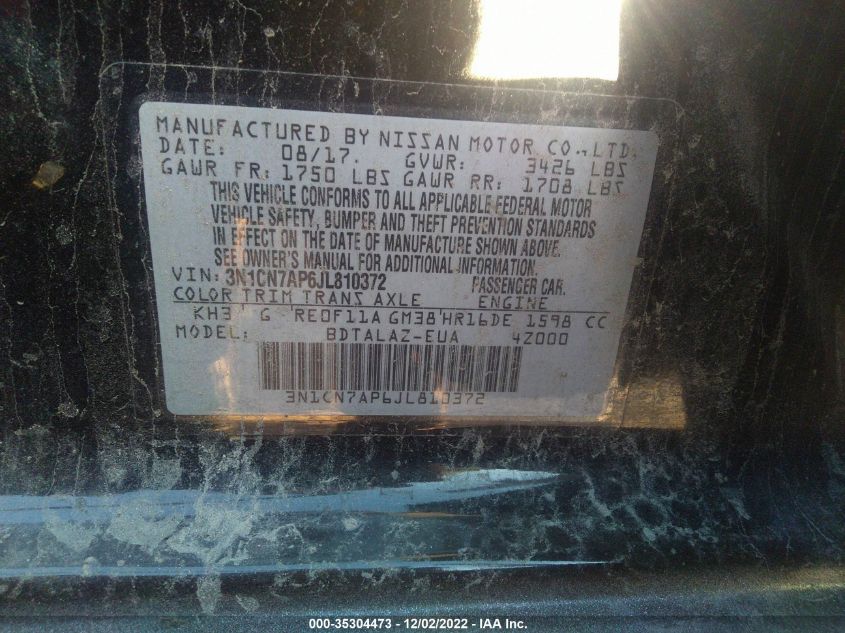 MANUFACTURED BY NISSAN MOTOR CO.,LTD.
DATE: 08/17. GVWR: 3426 LBS
GAWR FR: 1750 LBS GAWR RR: 1708 LBS
THIS VEHICLE CONFORMS TO ALL APPLICABLE FEDERAL MOTOR
VEHICLE SAFETY, BUMPER AND THEFT PREVENTION STANDARDS
IN EFFECT ON THE DATE OF MANUFACTURE SHOWN ABOVE.
SEE OWNER'S MANUAL FOR ADDITIONAL INFORMATION.
VIN: 3N1CN7AP6JL810372 PASSENGER CAR.
COLOR TRIM TRANS AXLE ENGINE
KH3 G RE0F11A GM38 HR16DE 1598 CC
MODEL: BDTALAZ-EUA 4Z000
3N1CN7AP6JL810372
000-35304473 - 12/02/2022 - IAA Inc.